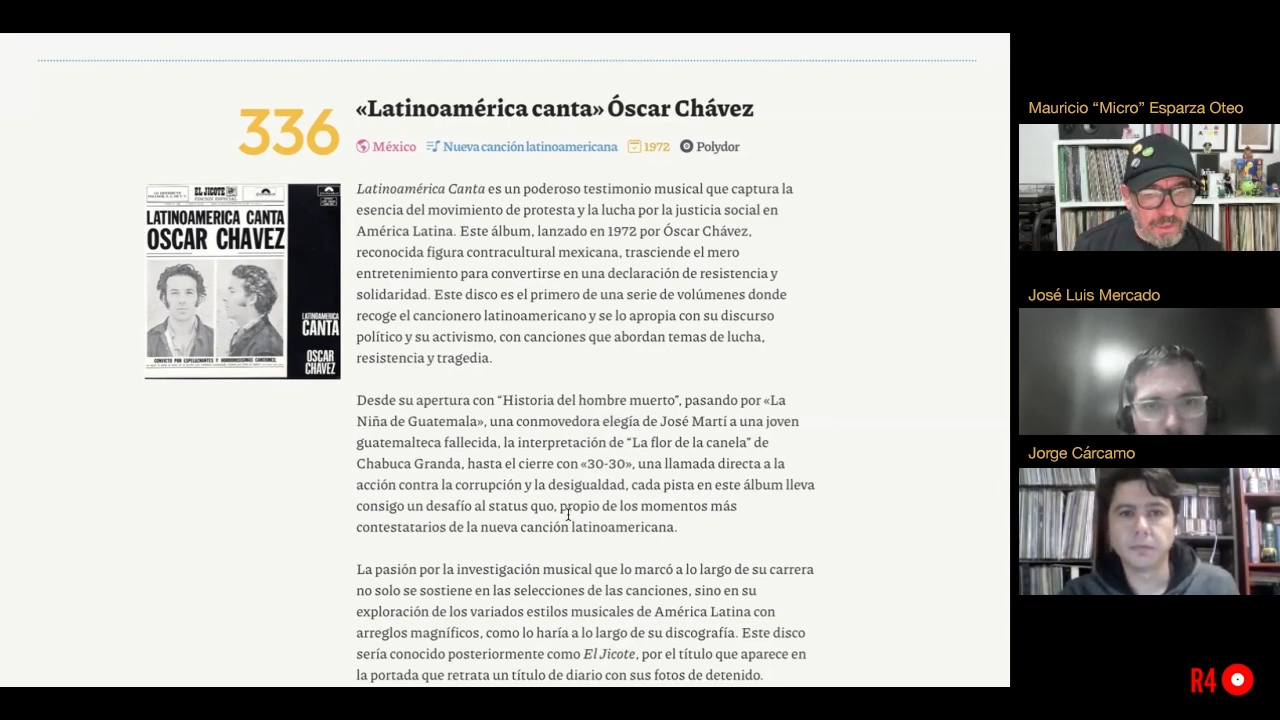 336
«Latinoamérica canta» Óscar Chávez
México Nueva canción latinoamericana 1972 Polydor
EL JICOTE
EDICION ESPECIAL
LATINOAMERICA CANTA
OSCAR CHAVEZ
CONVICTO POR ESPELUZNANTES Y HORRORISISIMAS CANCIONES
LATINOAMERICA
CANTA
OSCAR
CHÁVEZ
Latinoamérica Canta es un poderoso testimonio musical que captura la
esencia del movimiento de protesta y la lucha por la justicia social en
América Latina. Este álbum, lanzado en 1972 por Óscar Chávez,
reconocida figura contracultural mexicana, trasciende el mero
entretenimiento para convertirse en una declaración de resistencia y
solidaridad. Este disco es el primero de una serie de volúmenes donde
recoge el cancionero latinoamericano y se lo apropia con su discurso
político y su activismo, con canciones que abordan temas de lucha,
resistencia y tragedia.
Desde su apertura con “Historia del hombre muerto”, pasando por «La
Niña de Guatemala», una conmovedora elegía de José Martí a una joven
guatemalteca fallecida, la interpretación de “La flor de la canela” de
Chabuca Granda, hasta el cierre con «30-30», una llamada directa a la
acción contra la corrupción y la desigualdad, cada pista en este álbum lleva
consigo un desafío al status quo, propio de los momentos más
contestatarios de la nueva canción latinoamericana.
La pasión por la investigación musical que lo marcó a lo largo de su carrera
no solo se sostiene en las selecciones de las canciones, sino en su
exploración de los variados estilos musicales de América Latina con
arreglos magníficos, como lo haría a lo largo de su discografía. Este disco
sería conocido posteriormente como El Jicote, por el título que aparece en
la portada que retrata un título de diario con sus fotos de detenido.
Mauricio “Micro” Esparza Oteo
José Luis Mercado
Jorge Cárcamo
R4